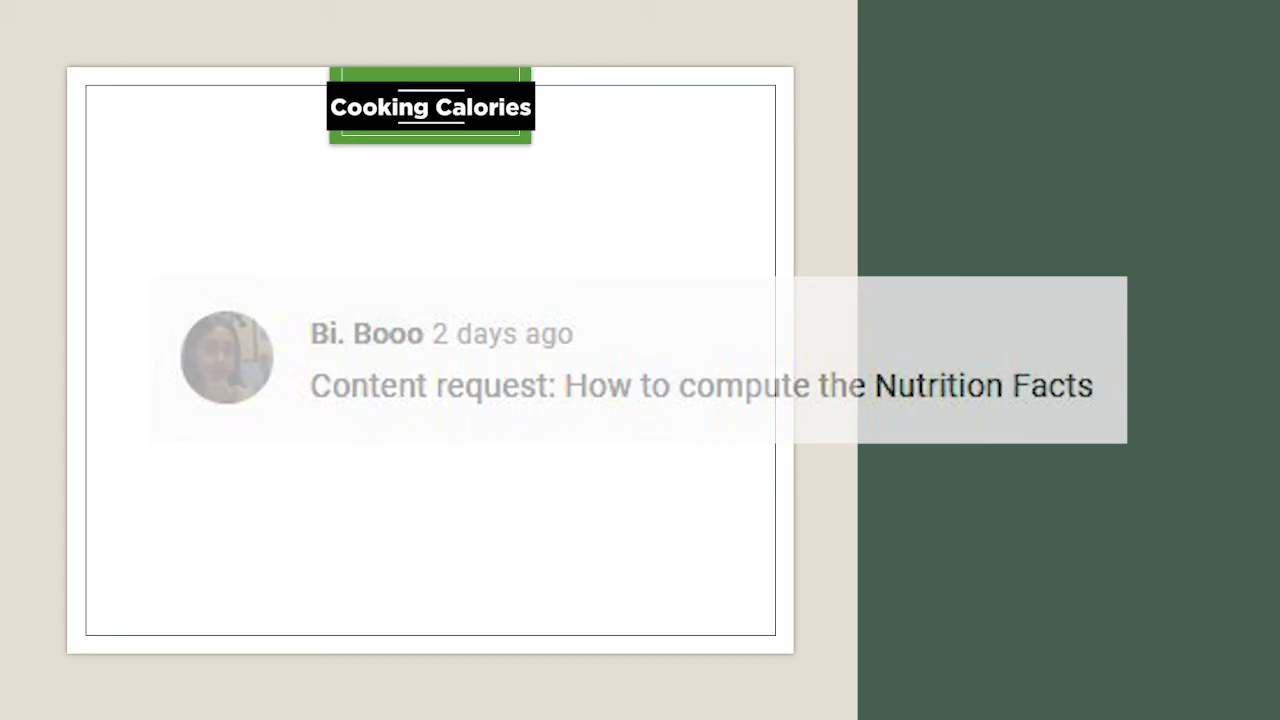 Cooking Calories
Bi. Booo 2 days ago
Content request: How to compute the Nutrition Facts